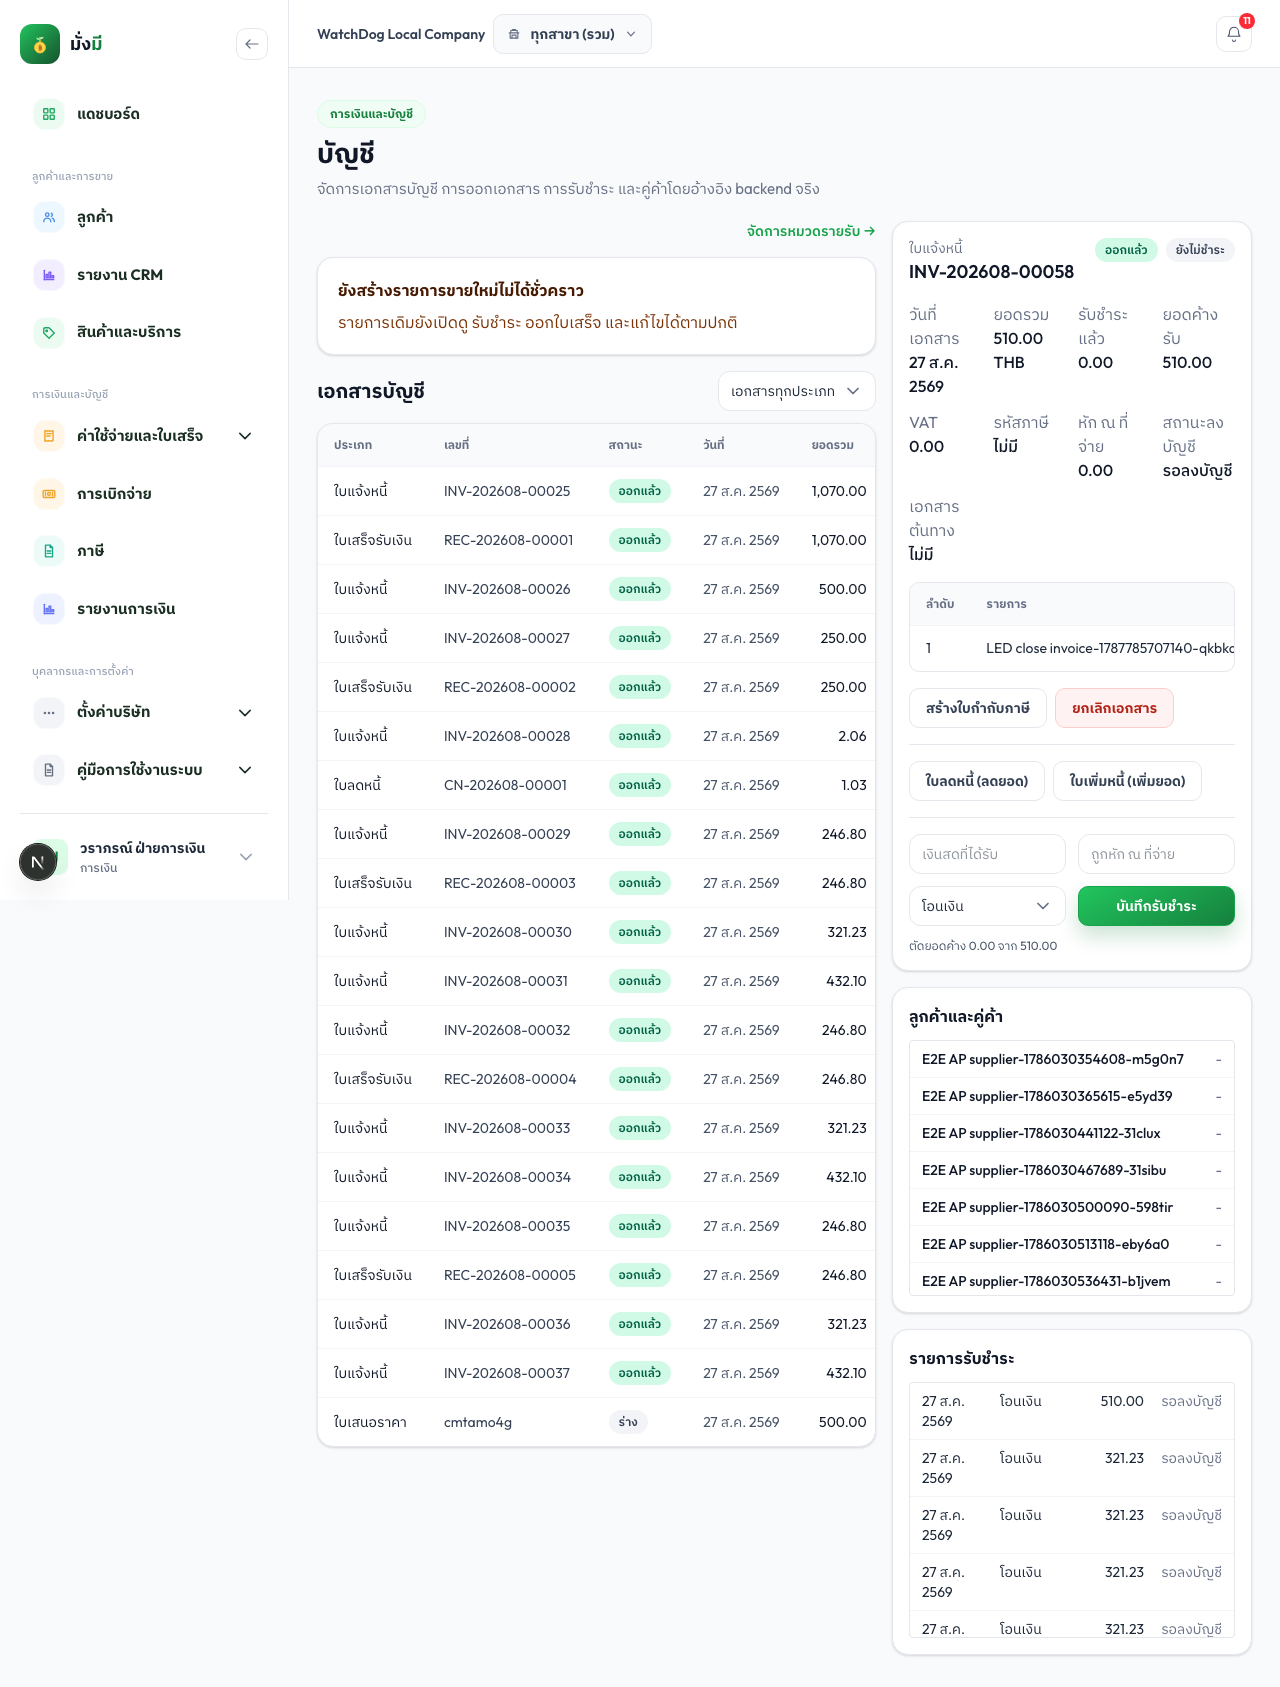 มั่งมี
แดชบอร์ด
ลูกค้าและการขาย
ลูกค้า
รายงาน CRM
สินค้าและบริการ
การเงินและบัญชี
ค่าใช้จ่ายและใบเสร็จ
การเบิกจ่าย
ภาษี
รายงานการเงิน
บุคลากรและการตั้งค่า
ตั้งค่าบริษัท
คู่มือการใช้งานระบบ
N
วราภรณ์ ฝ่ายการเงิน
การเงิน
WatchDog Local Company ทุกสาขา (รวม) 11
การเงินและบัญชี
บัญชี
จัดการเอกสารบัญชี การออกเอกสาร การรับชำระ และคู่ค้าโดยอ้างอิง backend จริง
จัดการหมวดรายรับ →
ยังสร้างรายการขายใหม่ไม่ได้ชั่วคราว
รายการเดิมยังเปิดดู รับชำระ ออกใบเสร็จ และแก้ไขได้ตามปกติ
เอกสารบัญชี เอกสารทุกประเภท
ประเภท เลขที่ สถานะ วันที่ ยอดรวม
ใบแจ้งหนี้ INV-202608-00025 ออกแล้ว 27 ส.ค. 2569 1,070.00
ใบเสร็จรับเงิน REC-202608-00001 ออกแล้ว 27 ส.ค. 2569 1,070.00
ใบแจ้งหนี้ INV-202608-00026 ออกแล้ว 27 ส.ค. 2569 500.00
ใบแจ้งหนี้ INV-202608-00027 ออกแล้ว 27 ส.ค. 2569 250.00
ใบเสร็จรับเงิน REC-202608-00002 ออกแล้ว 27 ส.ค. 2569 250.00
ใบแจ้งหนี้ INV-202608-00028 ออกแล้ว 27 ส.ค. 2569 2.06
ใบลดหนี้ CN-202608-00001 ออกแล้ว 27 ส.ค. 2569 1.03
ใบแจ้งหนี้ INV-202608-00029 ออกแล้ว 27 ส.ค. 2569 246.80
ใบเสร็จรับเงิน REC-202608-00003 ออกแล้ว 27 ส.ค. 2569 246.80
ใบแจ้งหนี้ INV-202608-00030 ออกแล้ว 27 ส.ค. 2569 321.23
ใบแจ้งหนี้ INV-202608-00031 ออกแล้ว 27 ส.ค. 2569 432.10
ใบแจ้งหนี้ INV-202608-00032 ออกแล้ว 27 ส.ค. 2569 246.80
ใบเสร็จรับเงิน REC-202608-00004 ออกแล้ว 27 ส.ค. 2569 246.80
ใบแจ้งหนี้ INV-202608-00033 ออกแล้ว 27 ส.ค. 2569 321.23
ใบแจ้งหนี้ INV-202608-00034 ออกแล้ว 27 ส.ค. 2569 432.10
ใบแจ้งหนี้ INV-202608-00035 ออกแล้ว 27 ส.ค. 2569 246.80
ใบเสร็จรับเงิน REC-202608-00005 ออกแล้ว 27 ส.ค. 2569 246.80
ใบแจ้งหนี้ INV-202608-00036 ออกแล้ว 27 ส.ค. 2569 321.23
ใบแจ้งหนี้ INV-202608-00037 ออกแล้ว 27 ส.ค. 2569 432.10
ใบเสนอราคา cmtamo4g ร่าง 27 ส.ค. 2569 500.00
ใบแจ้งหนี้ ออกแล้ว ยังไม่ชำระ
INV-202608-00058
วันที่ ยอดรวม รับชำระ ยอดค้าง
เอกสาร 510.00 แล้ว รับ
27 ส.ค. THB 0.00 510.00
2569
VAT รหัสภาษี หัก ณ ที่ สถานะลง
0.00 ไม่มี จ่าย บัญชี
0.00 รอลงบัญชี
เอกสาร
ต้นทาง
ไม่มี
ลำดับ รายการ
1 LED close invoice-1787785707140-qkbkc
สร้างใบกำกับภาษี ยกเลิกเอกสาร
ใบลดหนี้ (ลดยอด) ใบเพิ่มหนี้ (เพิ่มยอด)
เงินสดที่ได้รับ ถูกหัก ณ ที่จ่าย
โอนเงิน บันทึกรับชำระ
ตัดยอดค้าง 0.00 จาก 510.00
ลูกค้าและคู่ค้า
E2E AP supplier-1786030354608-m5g0n7 -
E2E AP supplier-1786030365615-e5yd39 -
E2E AP supplier-1786030441122-31clux -
E2E AP supplier-1786030467689-31sibu -
E2E AP supplier-1786030500090-598tir -
E2E AP supplier-1786030513118-eby6a0 -
E2E AP supplier-1786030536431-b1jvem -
รายการรับชำระ
27 ส.ค. โอนเงิน 510.00 รอลงบัญชี
2569
27 ส.ค. โอนเงิน 321.23 รอลงบัญชี
2569
27 ส.ค. โอนเงิน 321.23 รอลงบัญชี
2569
27 ส.ค. โอนเงิน 321.23 รอลงบัญชี
2569
27 ส.ค. โอนเงิน 321.23 รอลงบัญชี